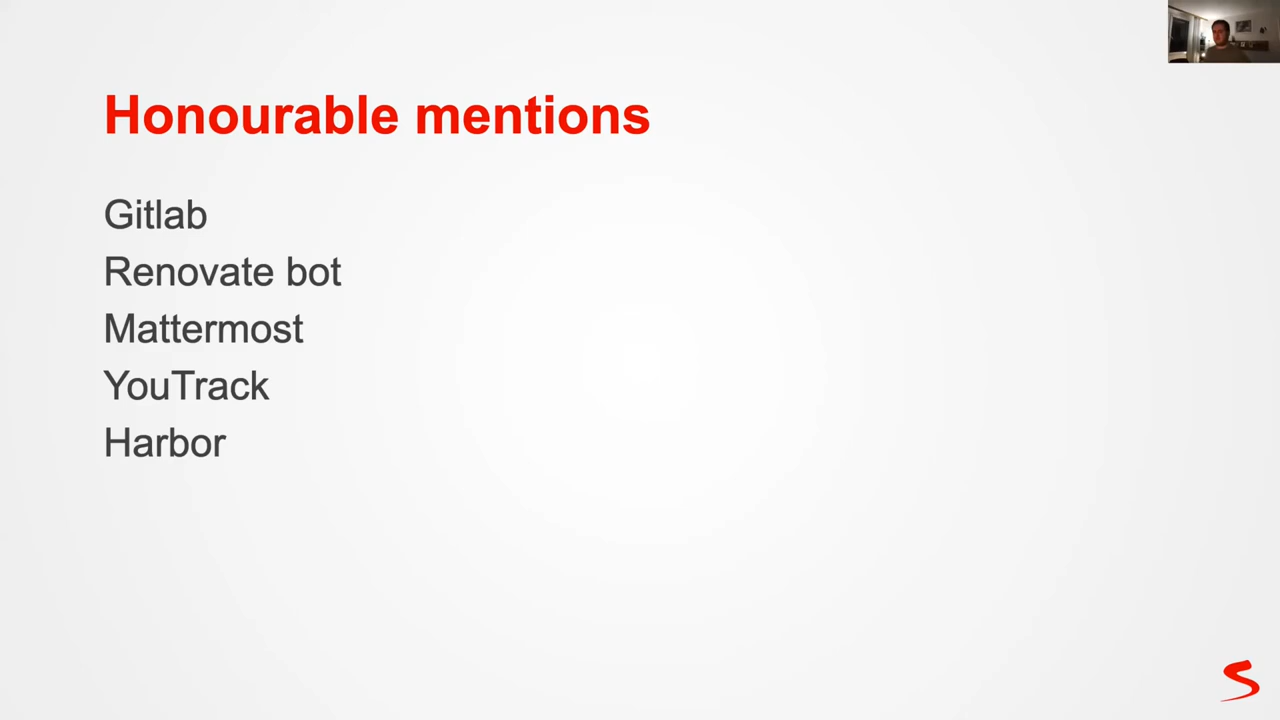 Honourable mentions
Gitlab
Renovate bot
Mattermost
YouTrack
Harbor